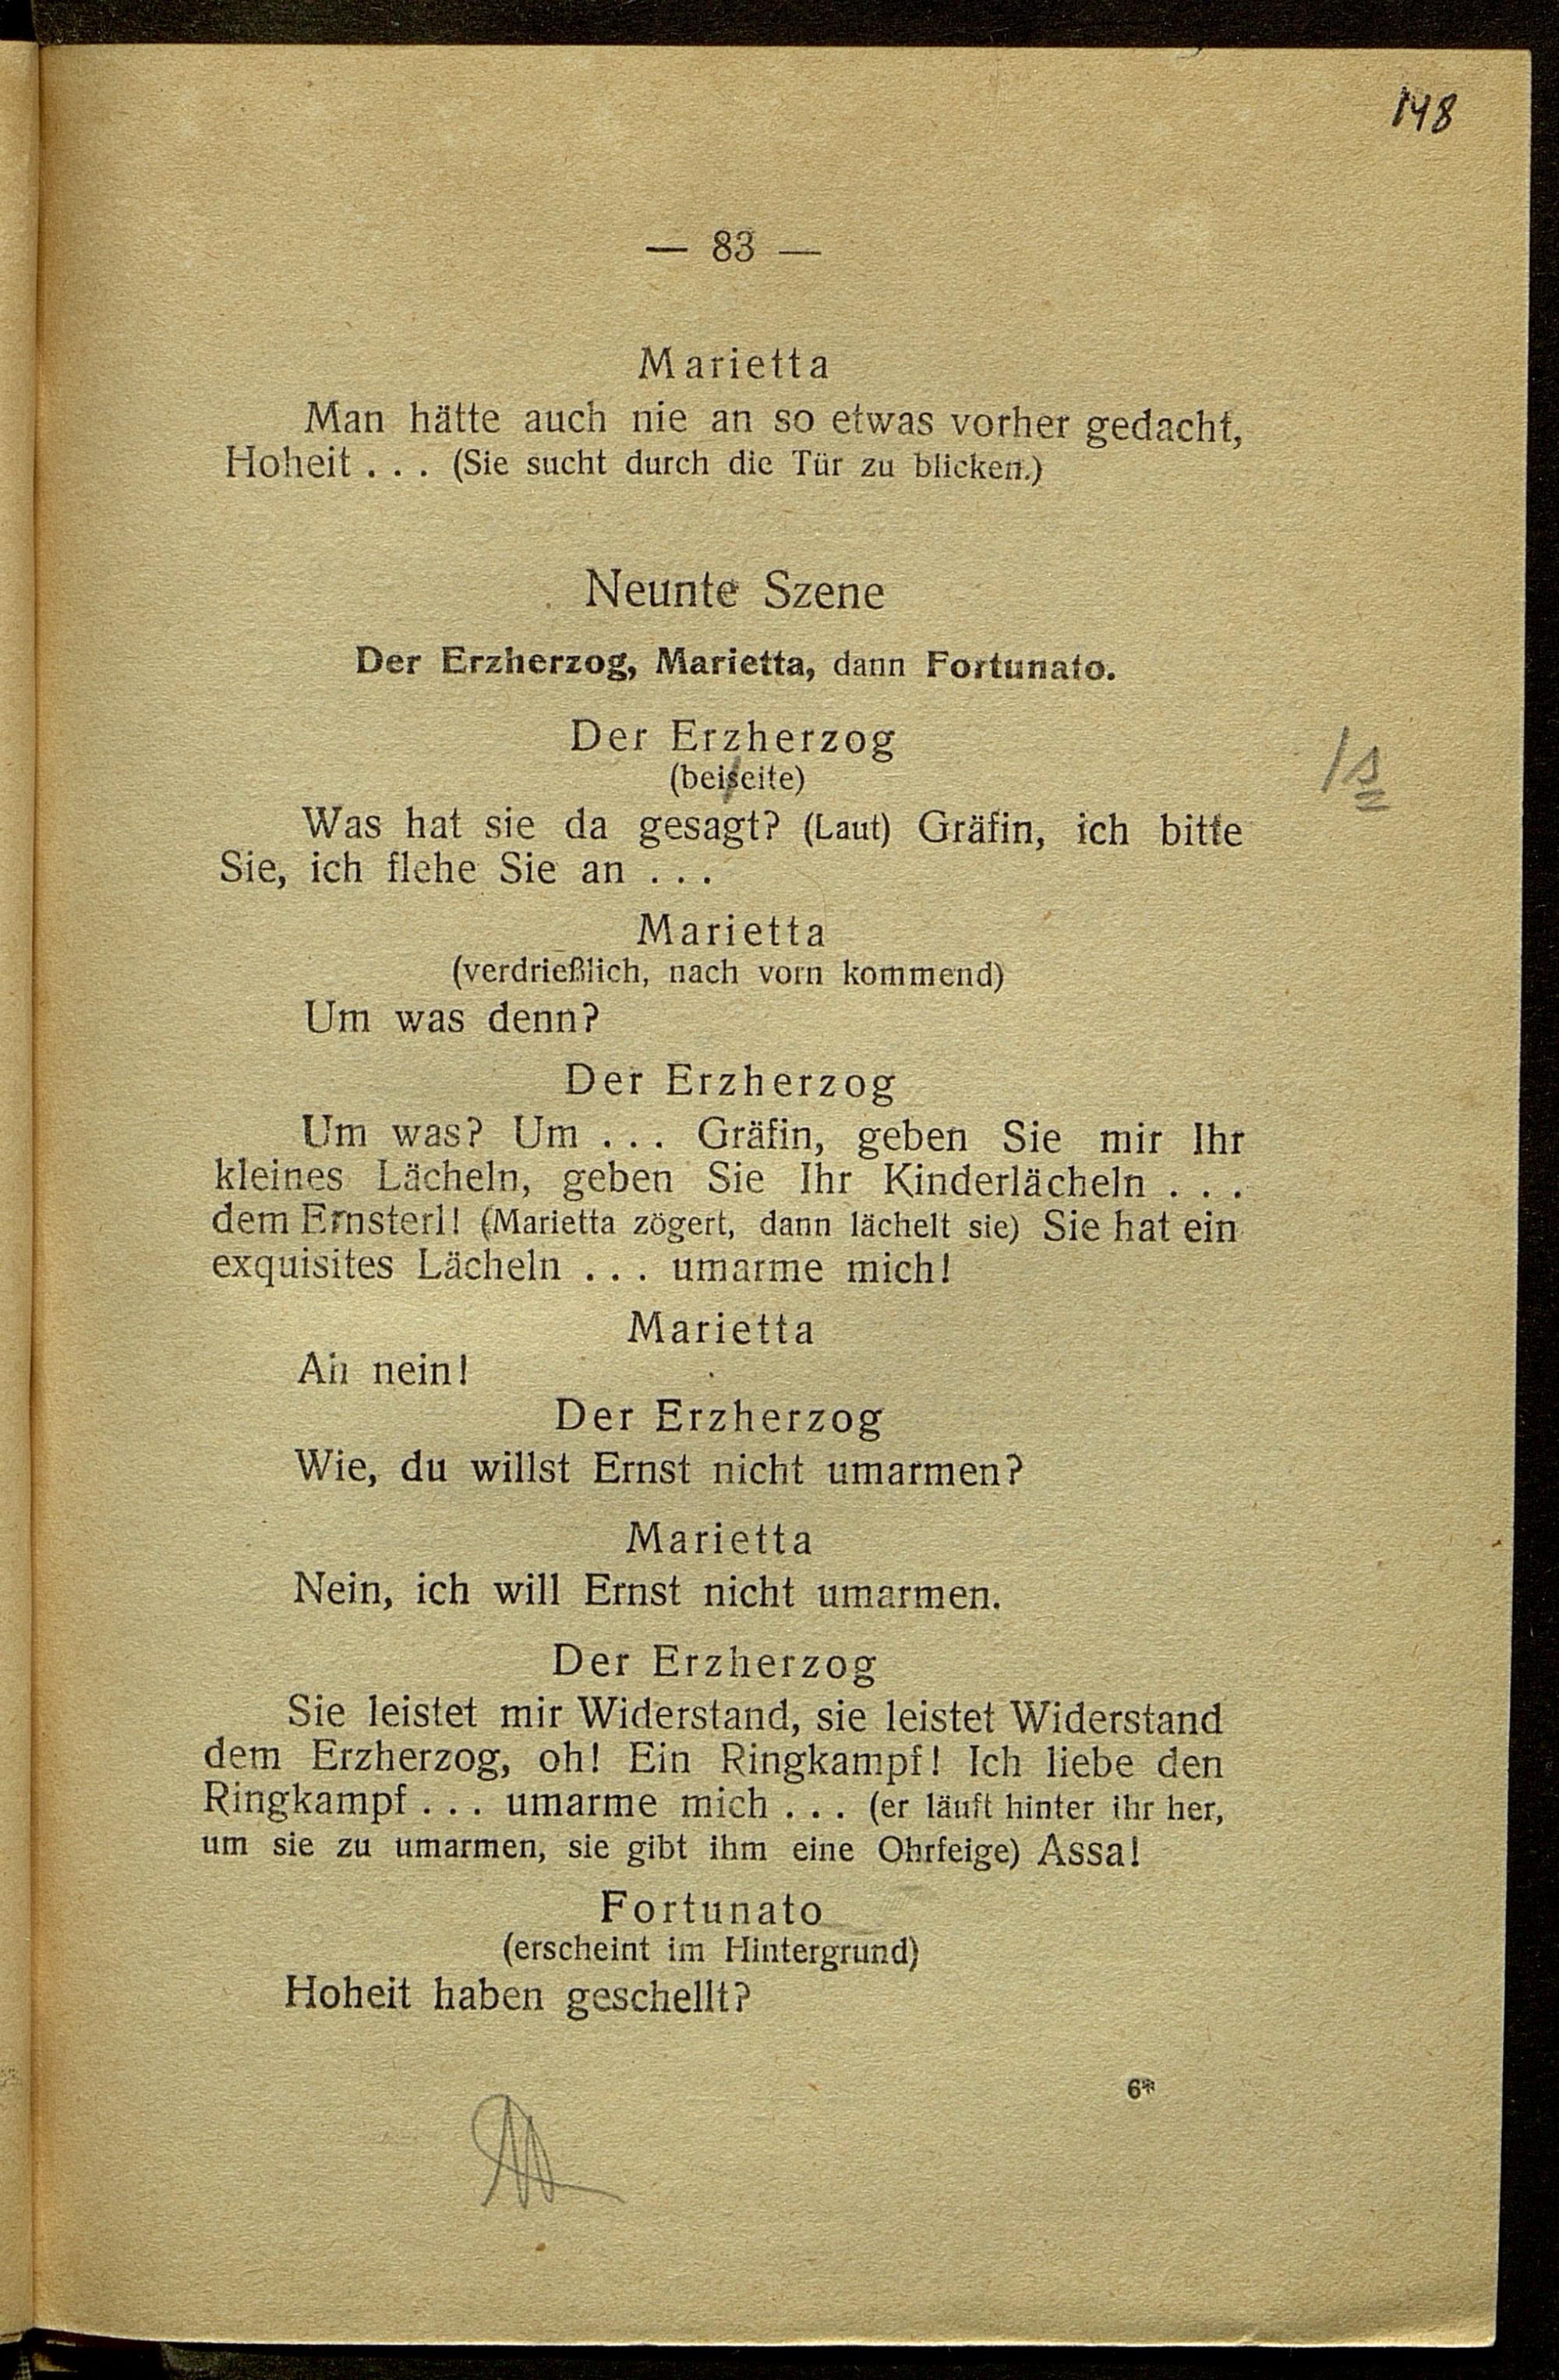 148
— 83 —
Marietta
Man hätte auch nie an so etwas vorher gedacht,
Hoheit . . . (Sie sucht durch die Tür zu blicken.)
Neunte Szene
Der Erzherzog, Marietta, dann Fortunato.
Der Erzherzog
(beiseite)
/s
Was hat sie da gesagt? (Laut) Gräfin, ich bitte
Sie, ich flehe Sie an . . .
Marietta
(verdrießlich, nach vorn kommend)
Um was denn?
Der Erzherzog
Um was? Um . . . Gräfin, geben Sie mir Ihr
kleines Lächeln, geben Sie Ihr Kinderlächeln . . .
dem Ernsterl! (Marietta zögert, dann lächelt sie) Sie hat ein
exquisites Lächeln . . . umarme mich!
Marietta
Ah nein!
Der Erzherzog
Wie, du willst Ernst nicht umarmen?
Marietta
Nein, ich will Ernst nicht umarmen.
Der Erzherzog
Sie leistet mir Widerstand, sie leistet Widerstand
dem Erzherzog, oh! Ein Ringkampf! Ich liebe den
Ringkampf . . . umarme mich . . . (er läuft hinter ihr her,
um sie zu umarmen, sie gibt ihm eine Ohrfeige) Assa!
Fortunato
(erscheint im Hintergrund)
Hoheit haben geschellt?
6*